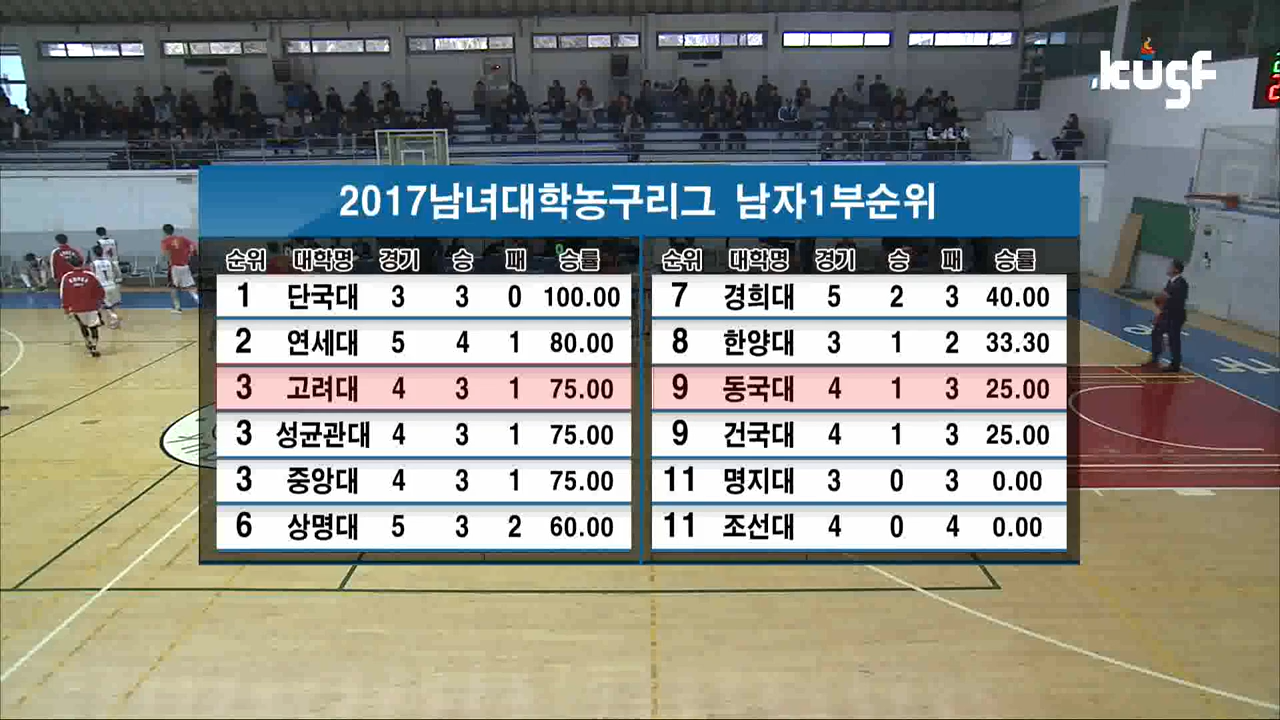 kusf
2017남녀대학농구리그 남자1부순위
순위 대학명 경기 승 패 승률
1 단국대 3 3 0 100.00
2 연세대 5 4 1 80.00
3 고려대 4 3 1 75.00
3 성균관대 4 3 1 75.00
3 중앙대 4 3 1 75.00
6 상명대 5 3 2 60.00
순위 대학명 경기 승 패 승률
7 경희대 5 2 3 40.00
8 한양대 3 1 2 33.30
9 동국대 4 1 3 25.00
9 건국대 4 1 3 25.00
11 명지대 3 0 3 0.00
11 조선대 4 0 4 0.00